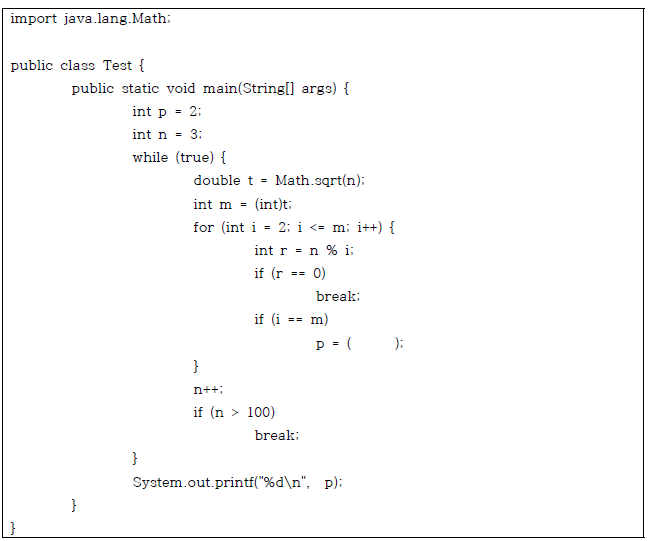 import java.lang.Math;
public class Test {
public static void main(String[] args) {
int p = 2;
int n = 3;
while (true) {
double t = Math.sqrt(n);
int m = (int)t;
for (int i = 2; i <= m; i++) {
int r = n % i;
if (r == 0)
break;
if (i == m)
p = (      );
}
n++;
if (n > 100)
break;
}
System.out.printf("%d\n",  p);
}
}